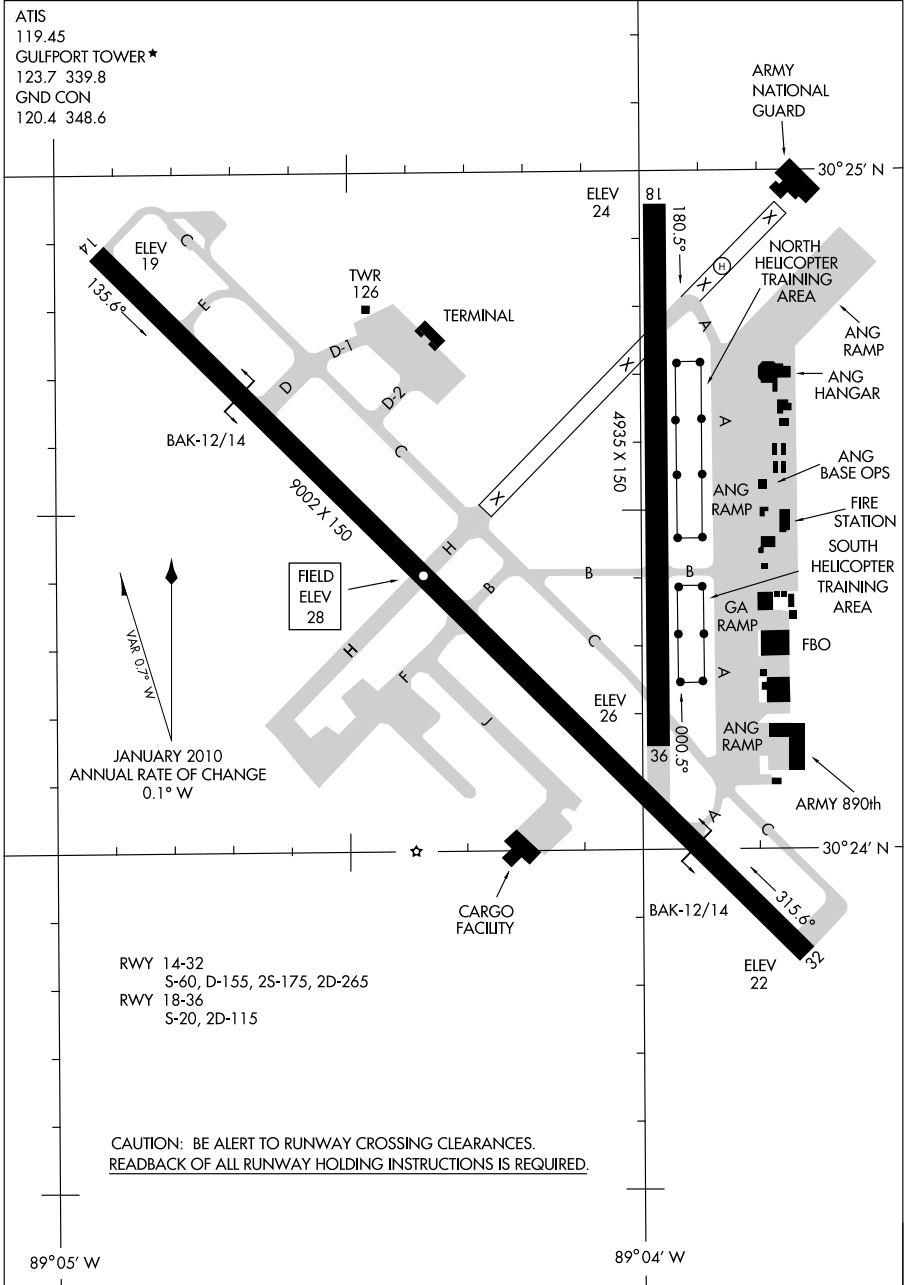 ATIS
119.45
GULFPORT TOWER★
123.7 339.8
GND CON
120.4 348.6
ARMY
NATIONAL
GUARD
30°25' N
ELEV
24
18
180.5°
X
H
X
NORTH
HELICOPTER
TRAINING
AREA
14
ELEV
19
C
135.6°
E
TWR
126
TERMINAL
D-1
D
D-2
A
ANG
RAMP
X
ANG
HANGAR
BAK-12/14
4935 X 150
A
C
ANG
BASE OPS
9002 X 150
X
ANG
RAMP
FIRE
STATION
H
SOUTH
HELICOPTER
TRAINING
AREA
FIELD
ELEV
28
B
B
B
GA
RAMP
VAR 0.7° W
H
C
FBO
F
A
ELEV
26
J
000.5°
ANG
RAMP
36
JANUARY 2010
ANNUAL RATE OF CHANGE
0.1° W
ARMY 890th
A
C
30°24' N
CARGO
FACILITY
BAK-12/14
315.6°
32
ELEV
22
RWY 14-32
S-60, D-155, 2S-175, 2D-265
RWY 18-36
S-20, 2D-115
CAUTION: BE ALERT TO RUNWAY CROSSING CLEARANCES.
READBACK OF ALL RUNWAY HOLDING INSTRUCTIONS IS REQUIRED.
89°05' W
89°04' W